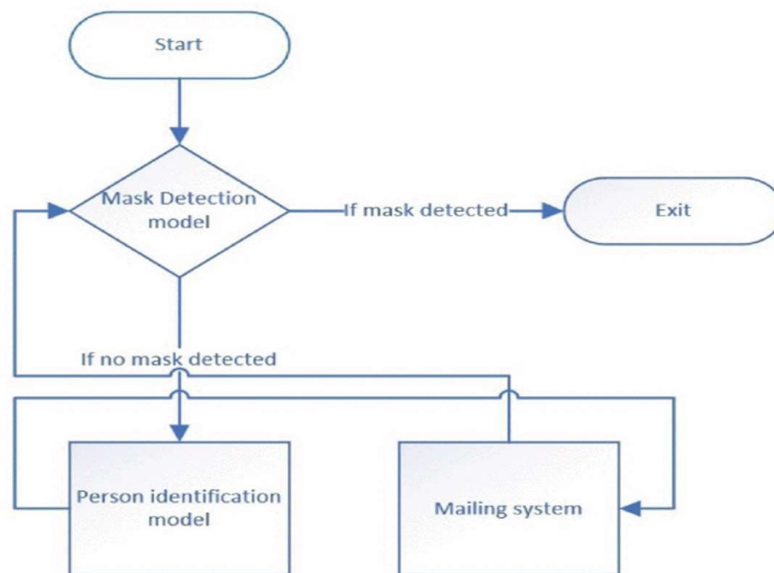 Start
Mask Detection
model
If mask detected
Exit
If no mask detected
Person identification
model
Mailing system